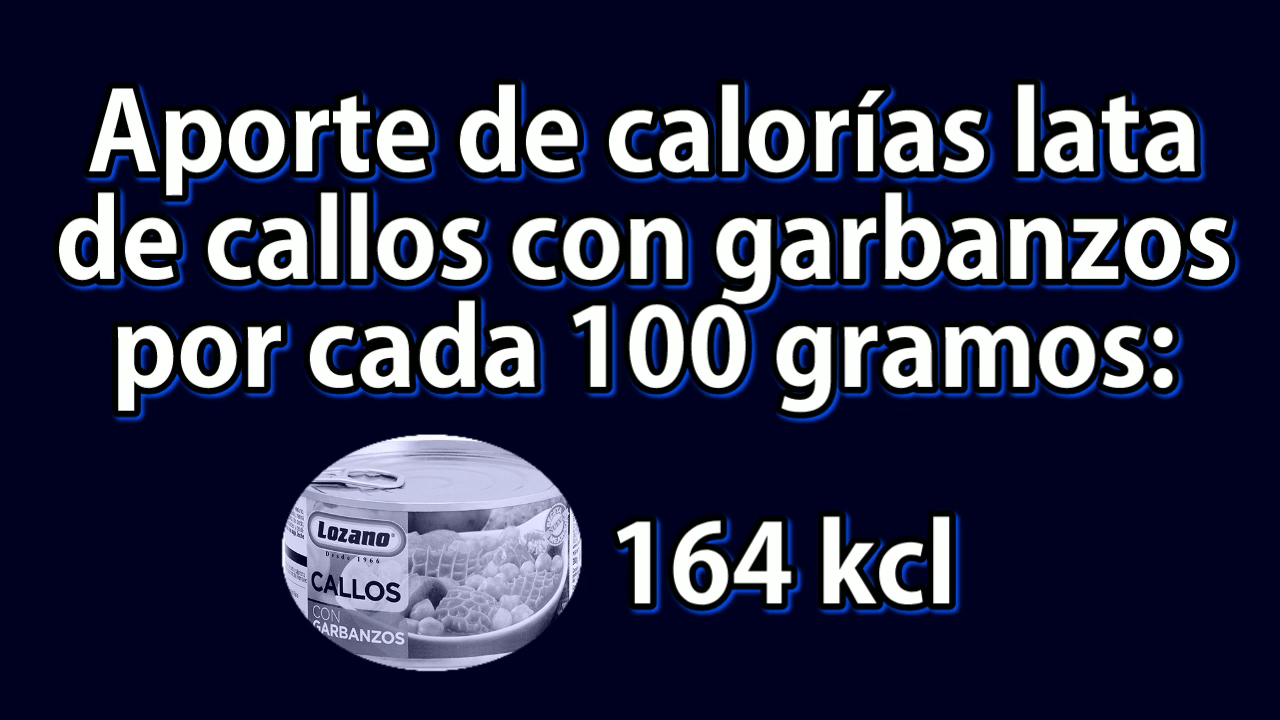 Aporte de calorías lata
de callos con garbanzos
por cada 100 gramos:
Lozano
Desde 1966
CALLOS
CON
GARBANZOS
164 kcl